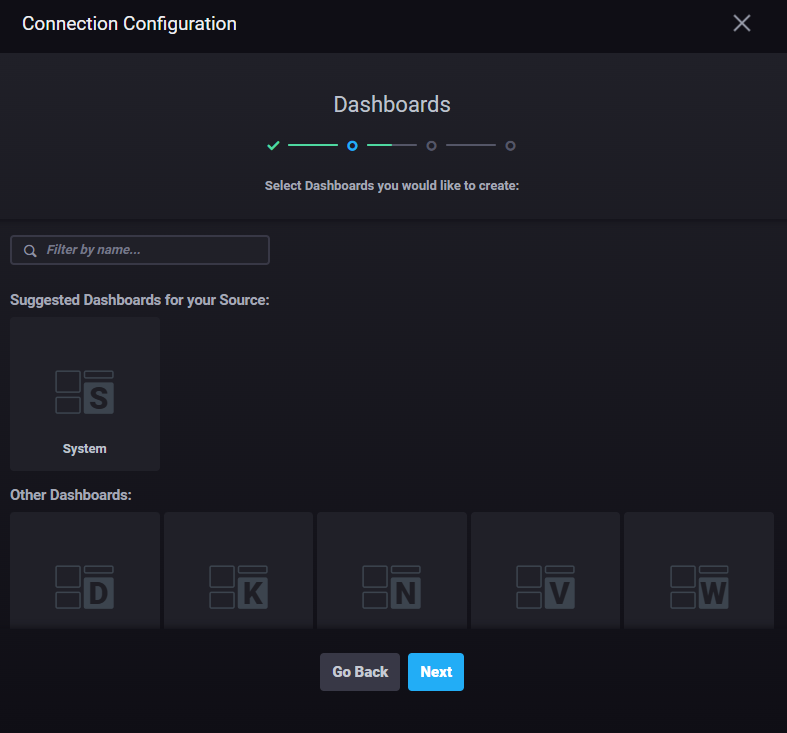 Connection Configuration
Dashboards
Select Dashboards you would like to create:
Filter by name...
Suggested Dashboards for your Source:
S
System
Other Dashboards:
D K N V W
Go Back Next